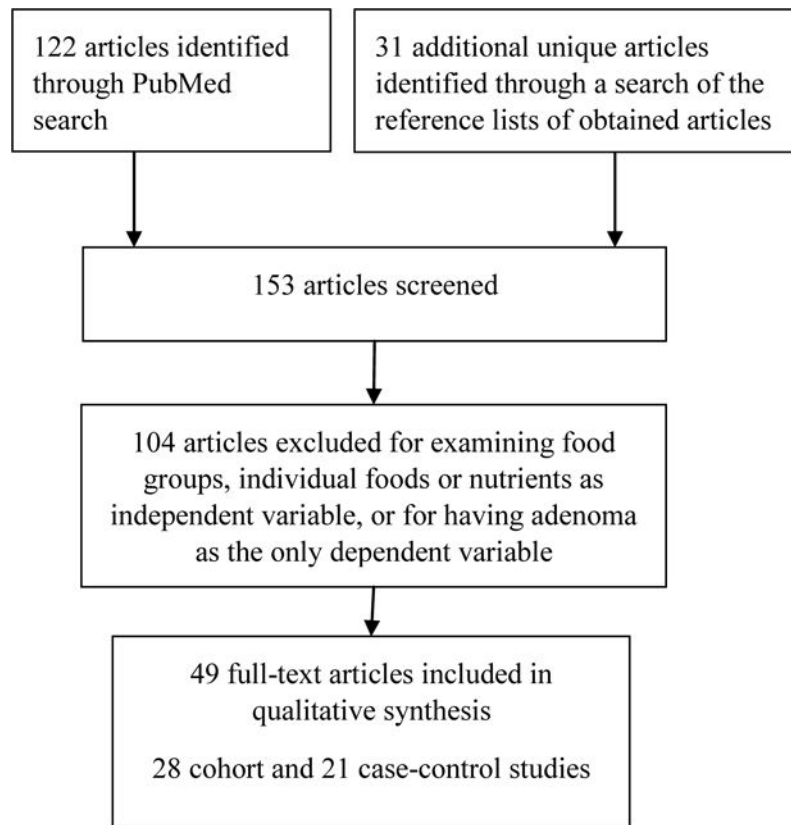 122 articles identified
through PubMed
search
31 additional unique articles
identified through a search of the
reference lists of obtained articles
153 articles screened
104 articles excluded for examining food
groups, individual foods or nutrients as
independent variable, or for having adenoma
as the only dependent variable
49 full-text articles included in
qualitative synthesis
28 cohort and 21 case-control studies